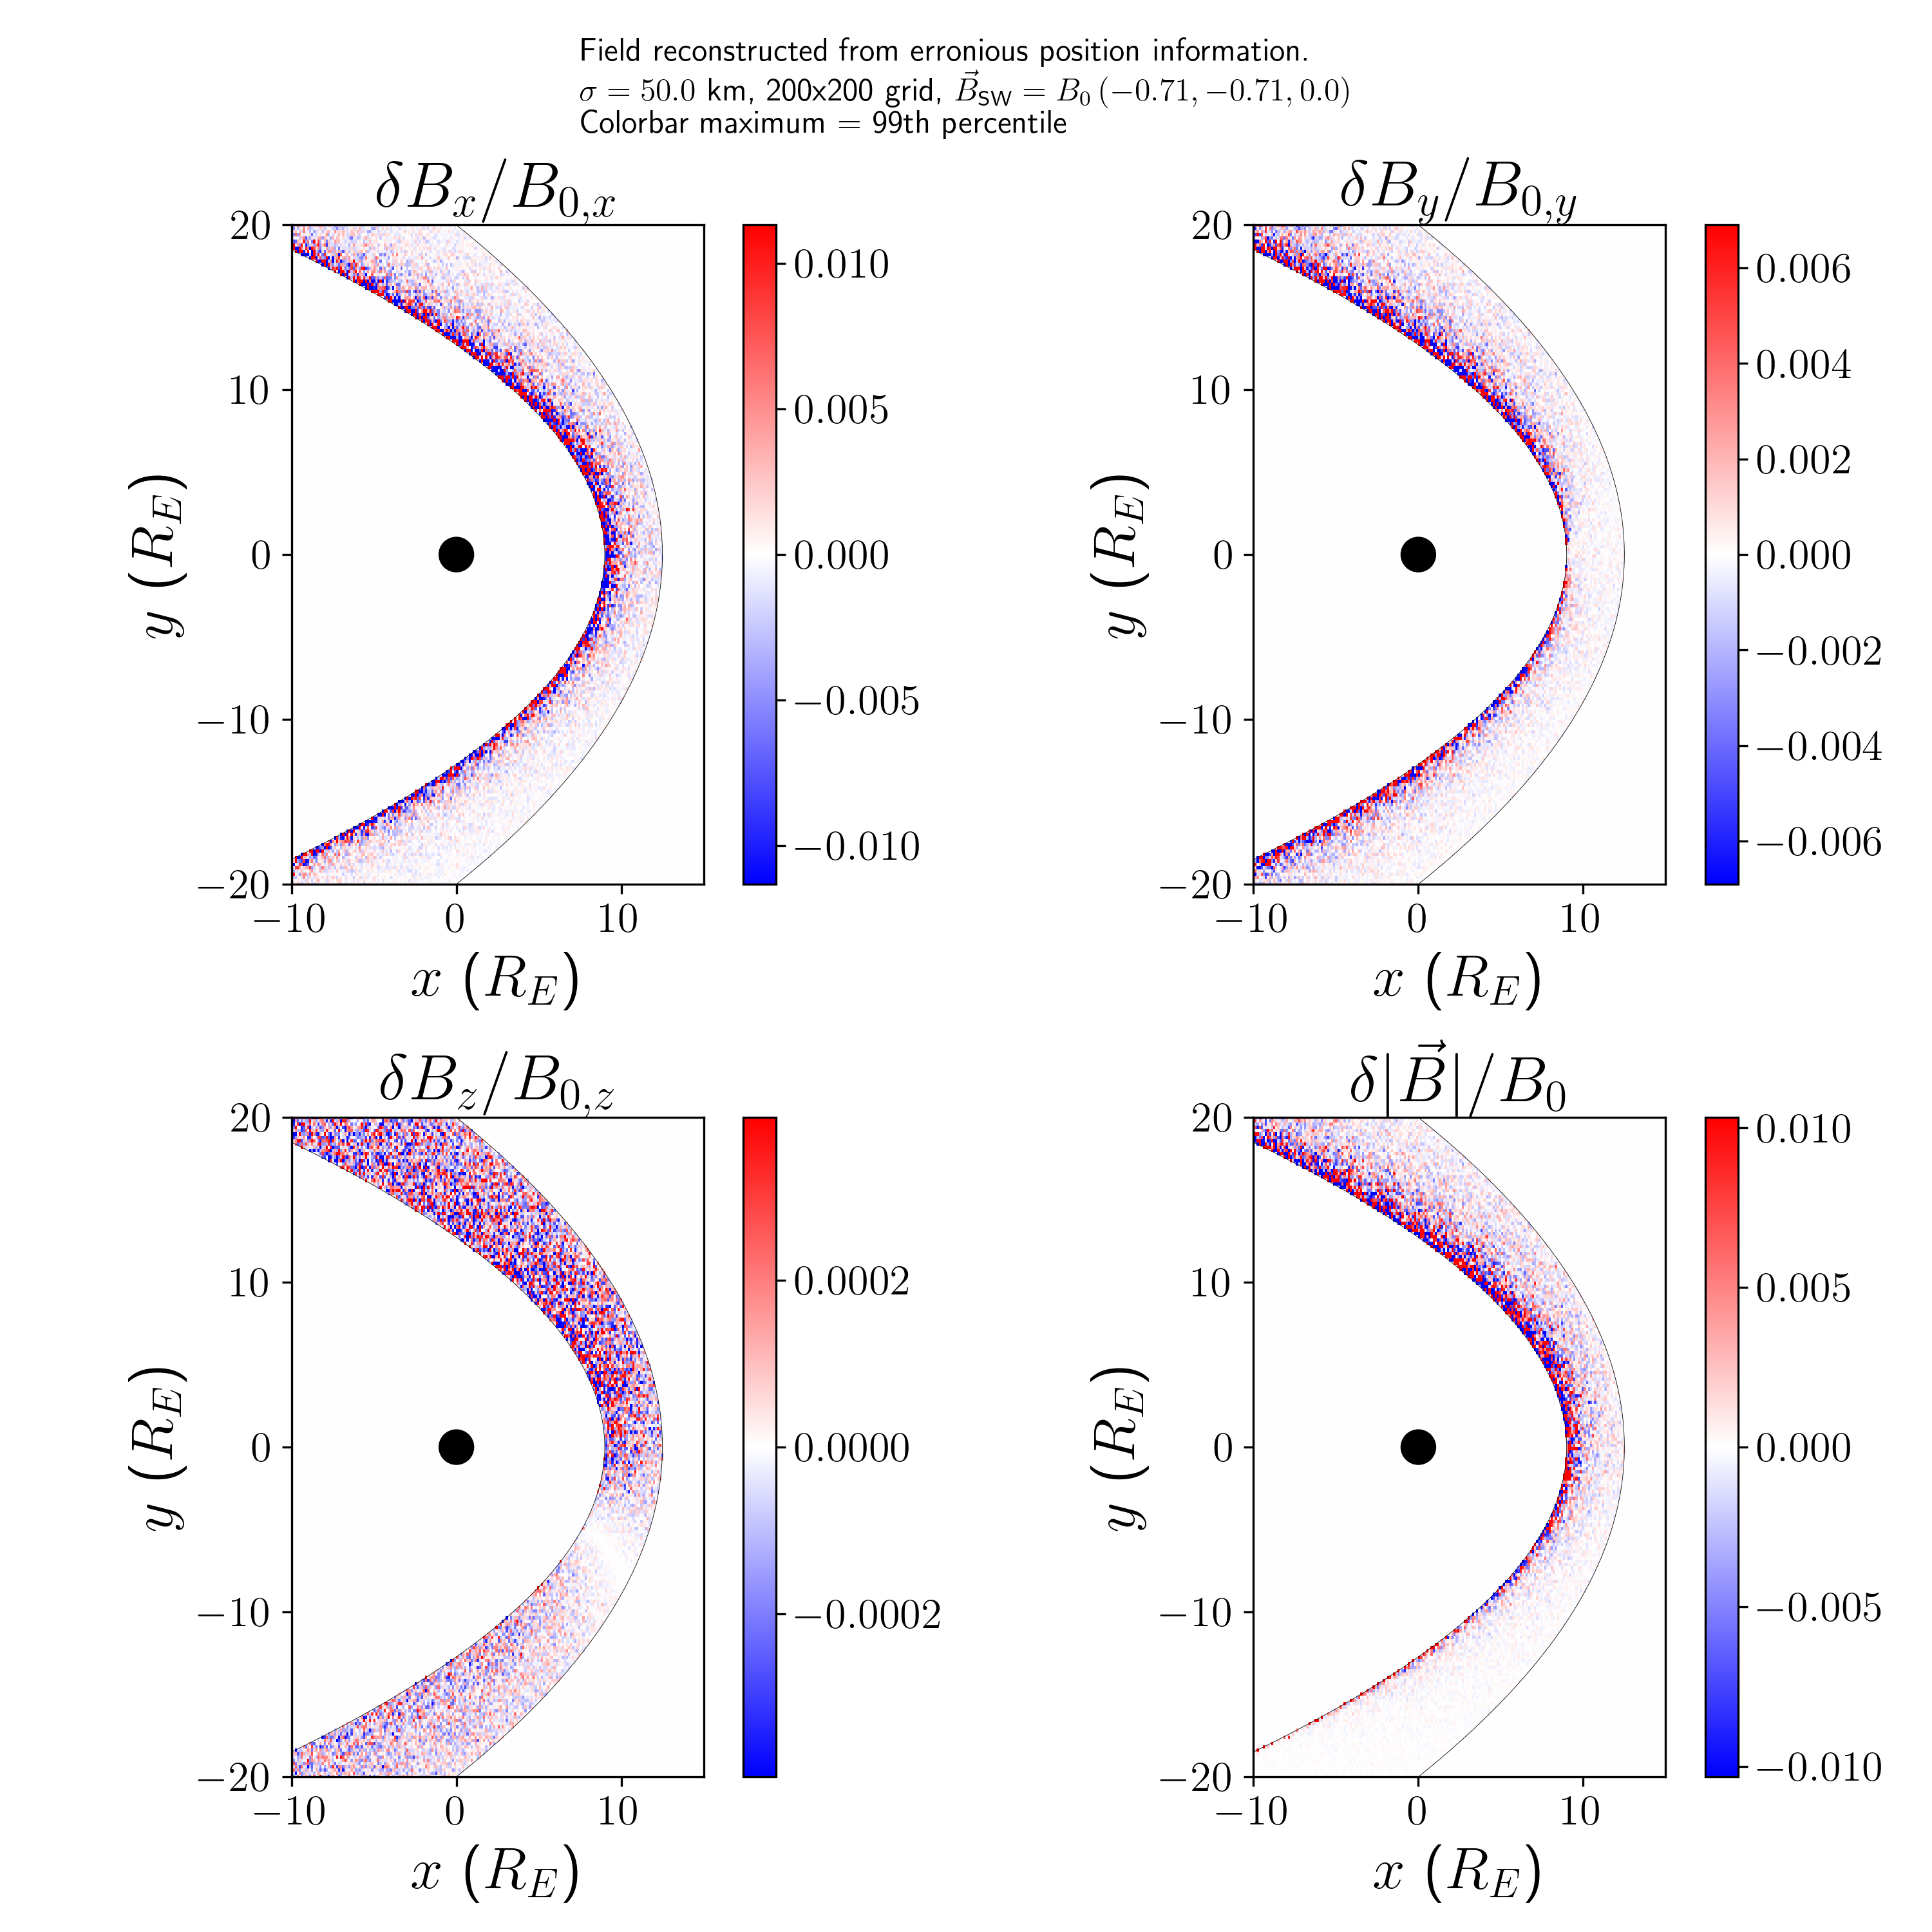 Field reconstructed from erronious position information.
σ = 50.0 km, 200x200 grid, B⃗_SW = B₀ (−0.71, −0.71, 0.0)
Colorbar maximum = 99th percentile
δB_x/B_{0,x}
20
10
0
−10
−20
y (R_E)
−10 0 10
x (R_E)
0.010
0.005
0.000
−0.005
−0.010
δB_y/B_{0,y}
20
10
0
−10
−20
y (R_E)
−10 0 10
x (R_E)
0.006
0.004
0.002
0.000
−0.002
−0.004
−0.006
δB_z/B_{0,z}
20
10
0
−10
−20
y (R_E)
−10 0 10
x (R_E)
0.0002
0.0000
−0.0002
δ|B⃗|/B₀
20
10
0
−10
−20
y (R_E)
−10 0 10
x (R_E)
0.010
0.005
0.000
−0.005
−0.010